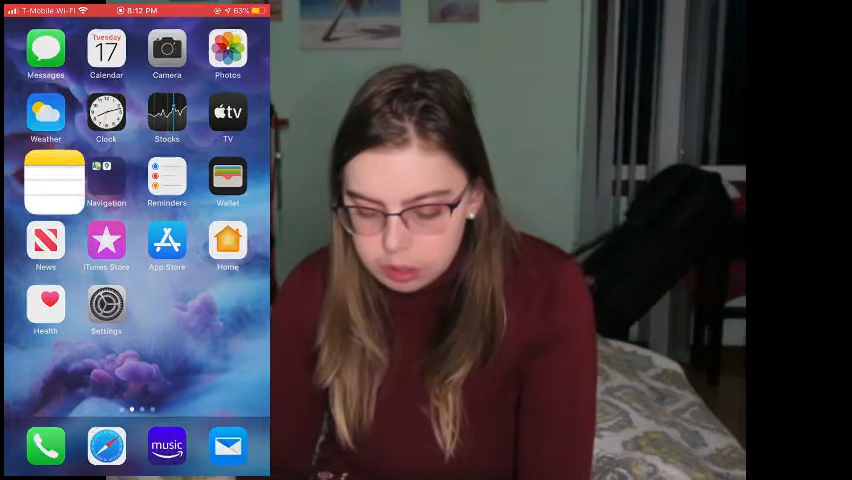 T-Mobile Wi-Fi 8:12 PM 63%
Tuesday
17
Messages Calendar Camera Photos
tv
Weather Clock Stocks TV
Navigation Reminders Wallet
News iTunes Store App Store Home
Health Settings
music